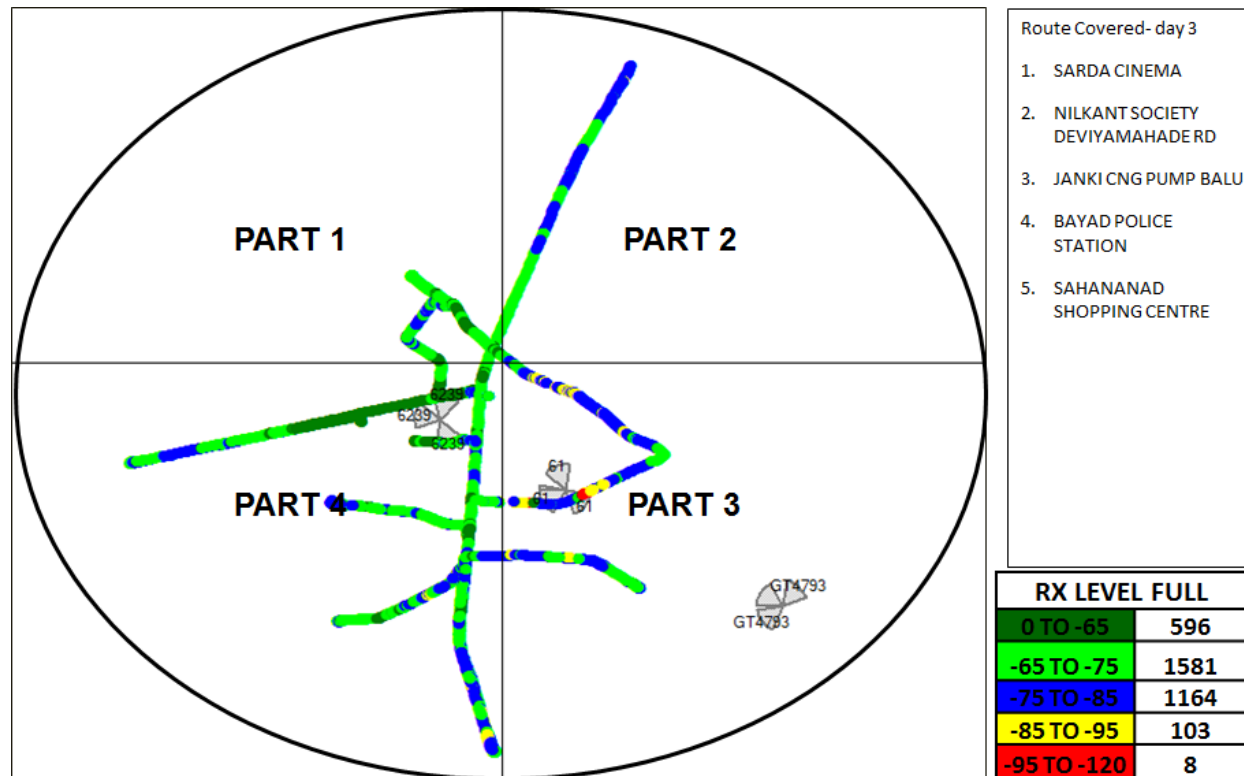 PART 1
PART 2
6239
6239
6239
61
61
61
PART 4
PART 3
GT4793
GT4793
Route Covered- day 3
1. SARDA CINEMA
2. NILKANT SOCIETY
DEVIYAMAHADE RD
3. JANKI CNG PUMP BALU
4. BAYAD POLICE
STATION
5. SAHANANAD
SHOPPING CENTRE
RX LEVEL FULL
0 TO -65 596
-65 TO -75 1581
-75 TO -85 1164
-85 TO -95 103
-95 TO -120 8